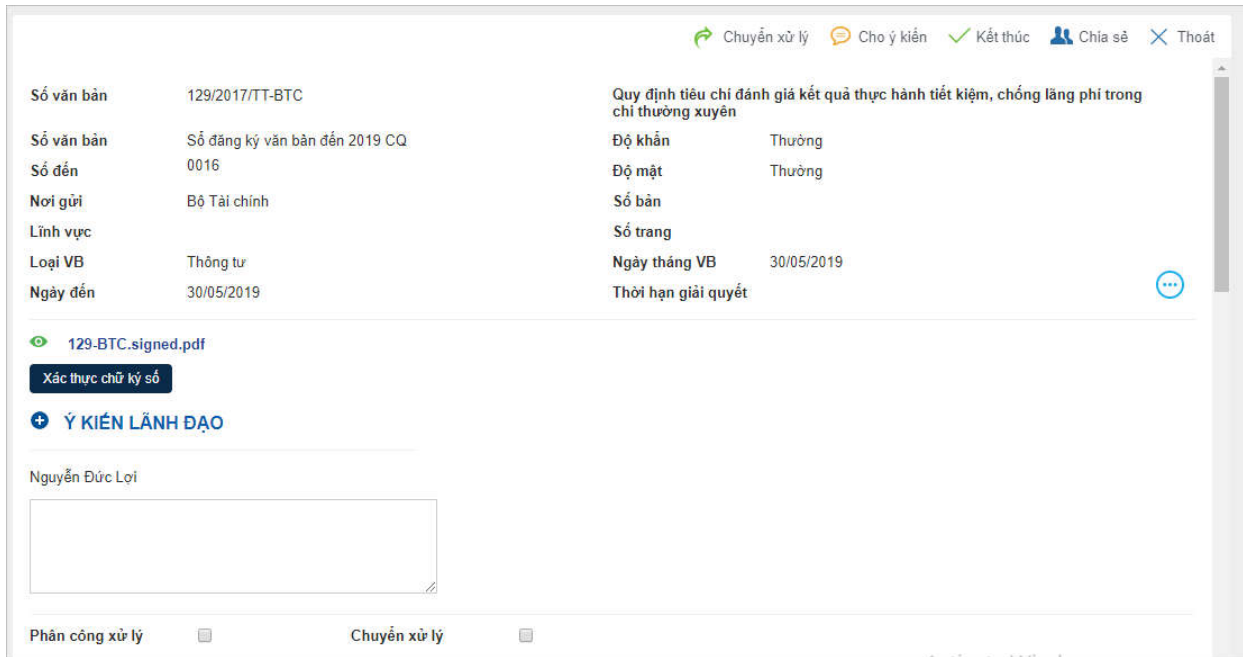 Chuyển xử lý Cho ý kiến Kết thúc Chia sẻ Thoát
Số văn bản 129/2017/TT-BTC Quy định tiêu chí đánh giá kết quả thực hành tiết kiệm, chống lãng phí trong
chi thường xuyên
Sổ văn bản Sổ đăng ký văn bản đến 2019 CQ Độ khẩn Thường
Số đến 0016 Độ mật Thường
Nơi gửi Bộ Tài chính Số bản
Lĩnh vực Số trang
Loại VB Thông tư Ngày tháng VB 30/05/2019
Ngày đến 30/05/2019 Thời hạn giải quyết
129-BTC.signed.pdf
Xác thực chữ ký số
Ý KIẾN LÃNH ĐẠO
Nguyễn Đức Lợi
Phân công xử lý Chuyển xử lý